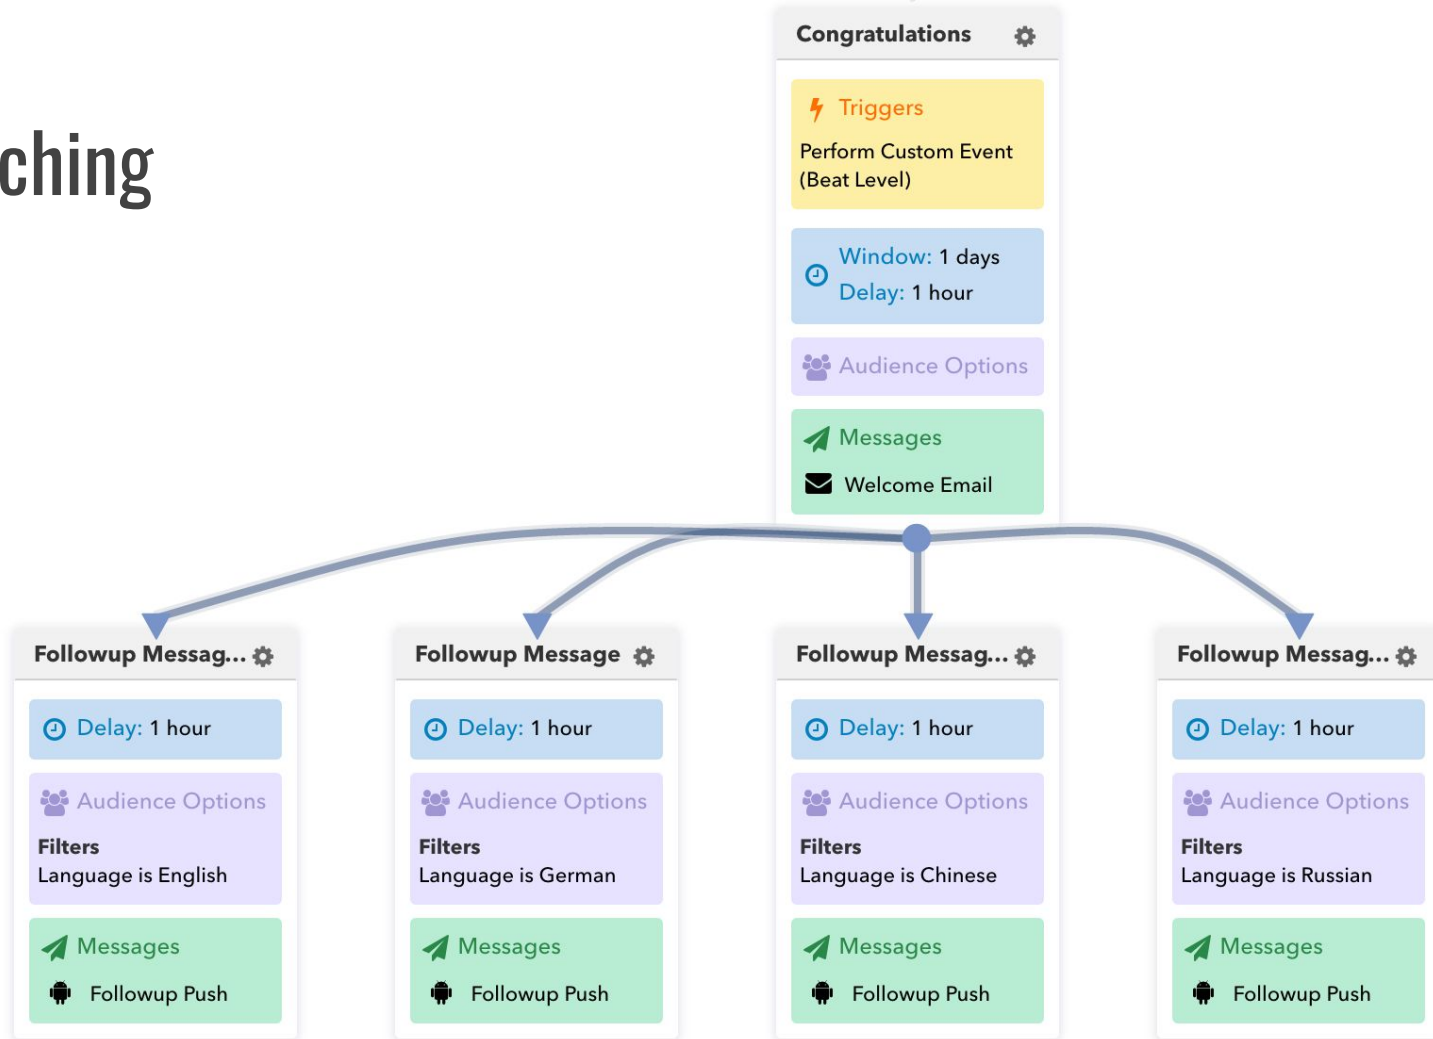 ching
Congratulations
Triggers
Perform Custom Event
(Beat Level)
Window: 1 days
Delay: 1 hour
Audience Options
Messages
Welcome Email
Followup Messag...
Delay: 1 hour
Audience Options
Filters
Language is English
Messages
Followup Push
Followup Message
Delay: 1 hour
Audience Options
Filters
Language is German
Messages
Followup Push
Followup Messag...
Delay: 1 hour
Audience Options
Filters
Language is Chinese
Messages
Followup Push
Followup Messag...
Delay: 1 hour
Audience Options
Filters
Language is Russian
Messages
Followup Push